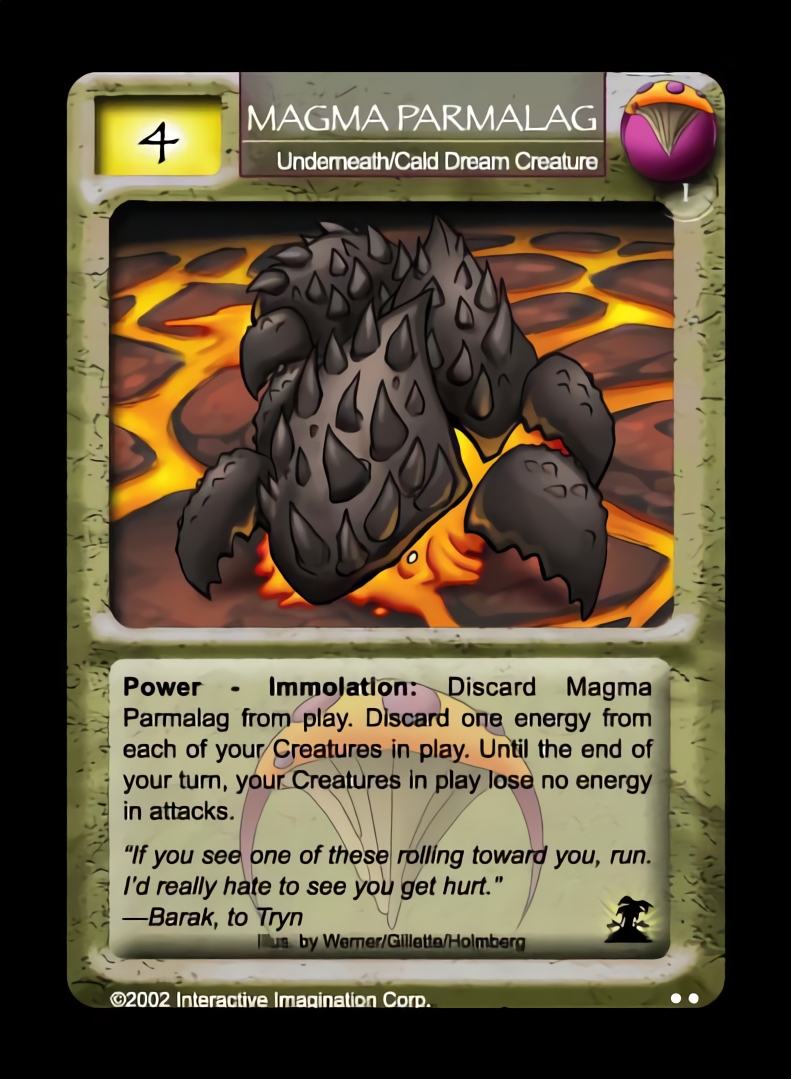 4
MAGMA PARMALAG
Underneath/Cald Dream Creature
1
Power - Immolation: Discard Magma
Parmalag from play. Discard one energy from
each of your Creatures in play. Until the end of
your turn, your Creatures in play lose no energy
in attacks.
"If you see one of these rolling toward you, run.
I'd really hate to see you get hurt."
—Barak, to Tryn
Illus. by Werner/Gillette/Holmberg
©2002 Interactive Imagination Corp.